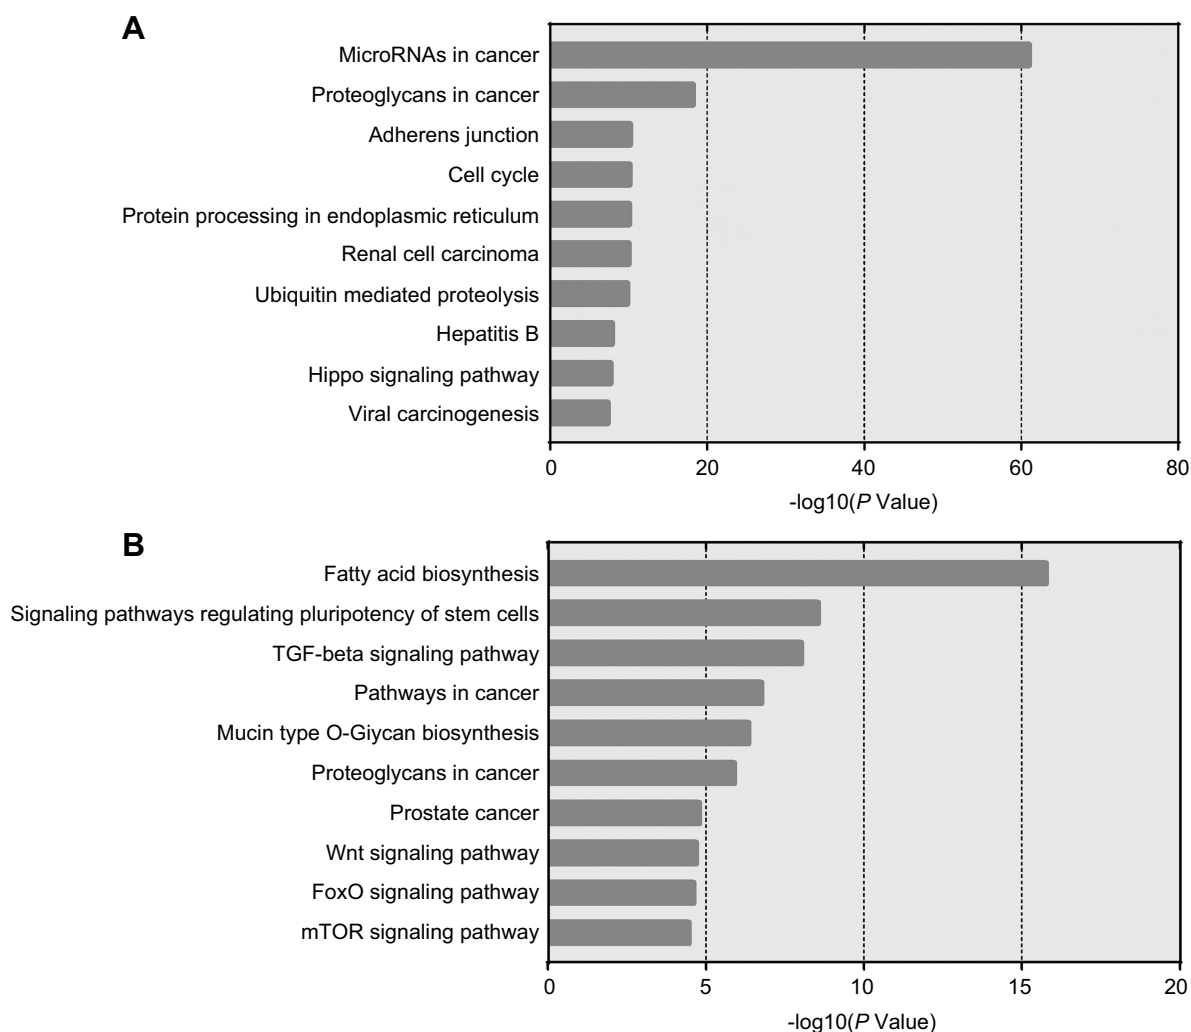 A
MicroRNAs in cancer
Proteoglycans in cancer
Adherens junction
Cell cycle
Protein processing in endoplasmic reticulum
Renal cell carcinoma
Ubiquitin mediated proteolysis
Hepatitis B
Hippo signaling pathway
Viral carcinogenesis
0 20 40 60 80
-log10(P Value)
B
Fatty acid biosynthesis
Signaling pathways regulating pluripotency of stem cells
TGF-beta signaling pathway
Pathways in cancer
Mucin type O-Giycan biosynthesis
Proteoglycans in cancer
Prostate cancer
Wnt signaling pathway
FoxO signaling pathway
mTOR signaling pathway
0 5 10 15 20
-log10(P Value)